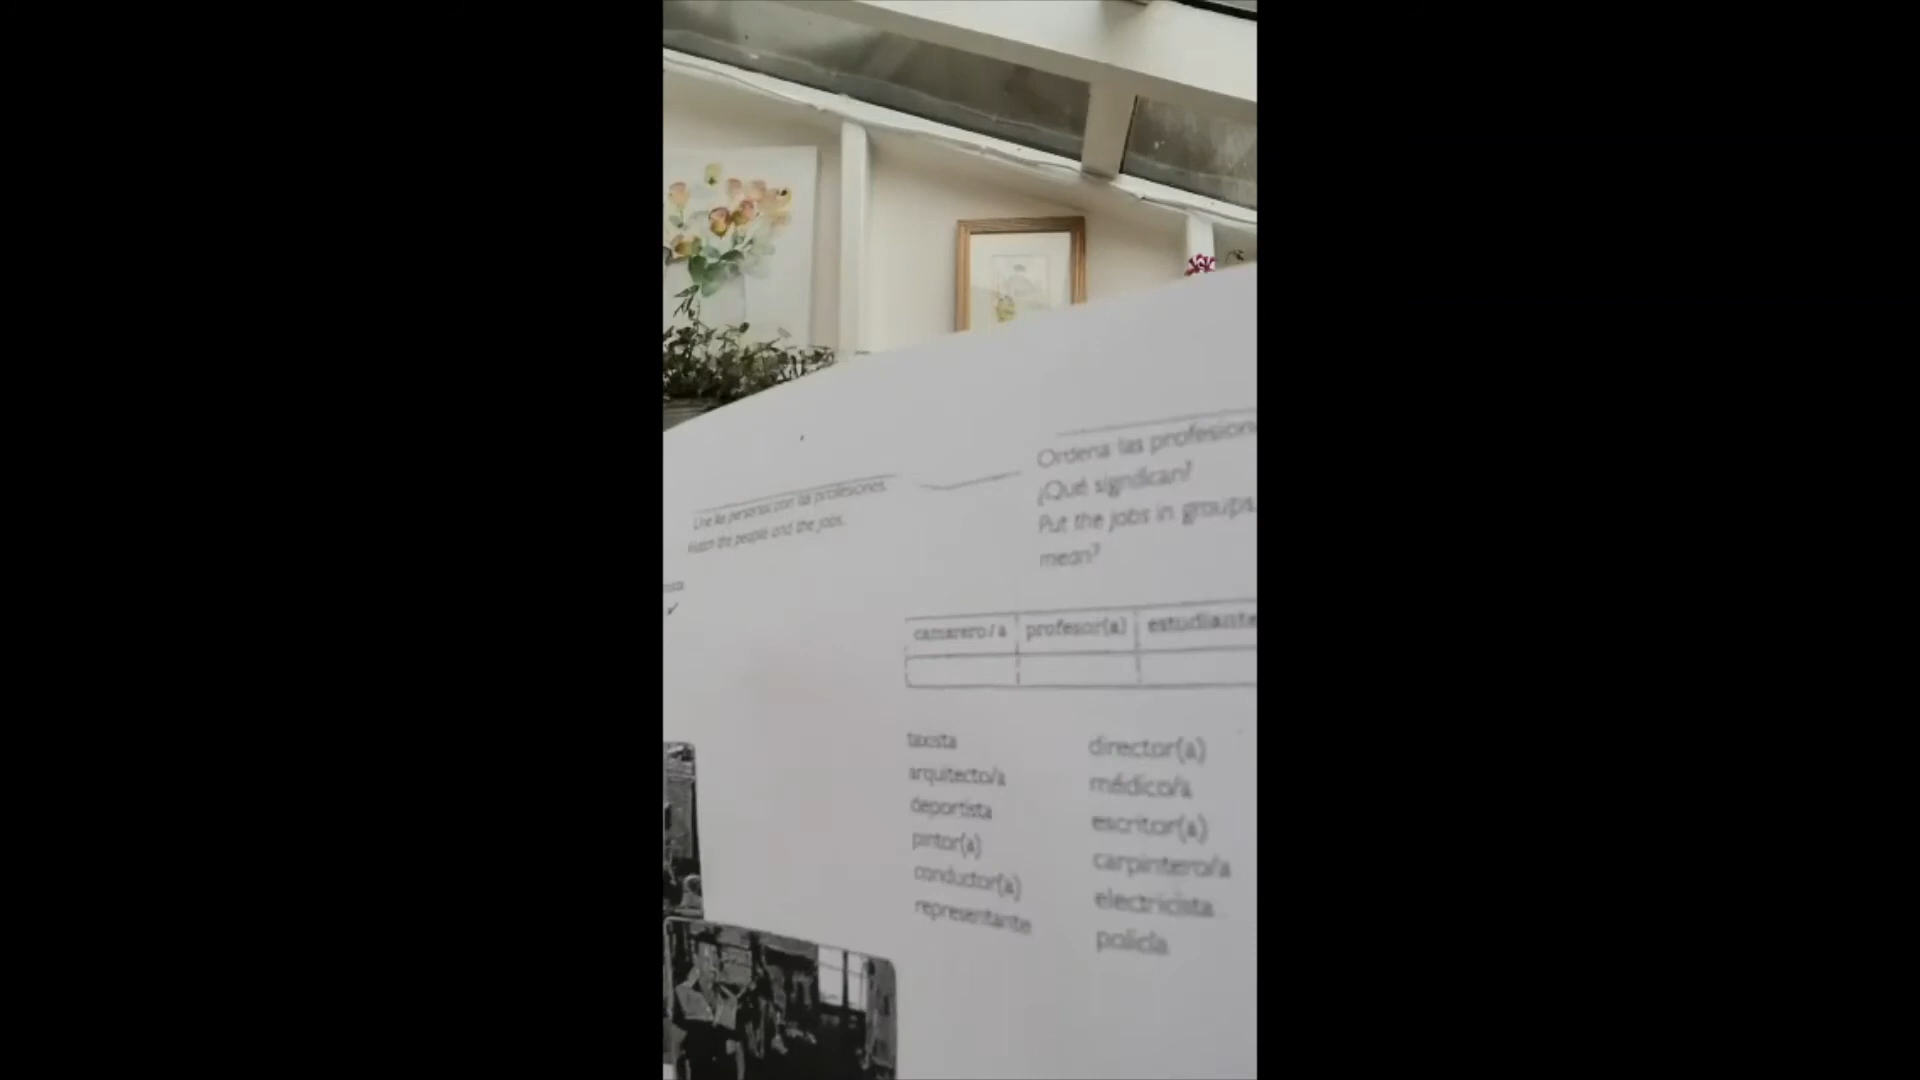 Une las personas con las profesiones.
Match the people and the jobs.
Ordena las profesion
¿Qué significan?
Put the jobs in groups.
mean?
camarero/a profesor(a) estudiante
taxista
arquitecto/a
deportista
pintor(a)
conductor(a)
representante
director(a)
médico/a
escritor(a)
carpintero/a
electricista
policía